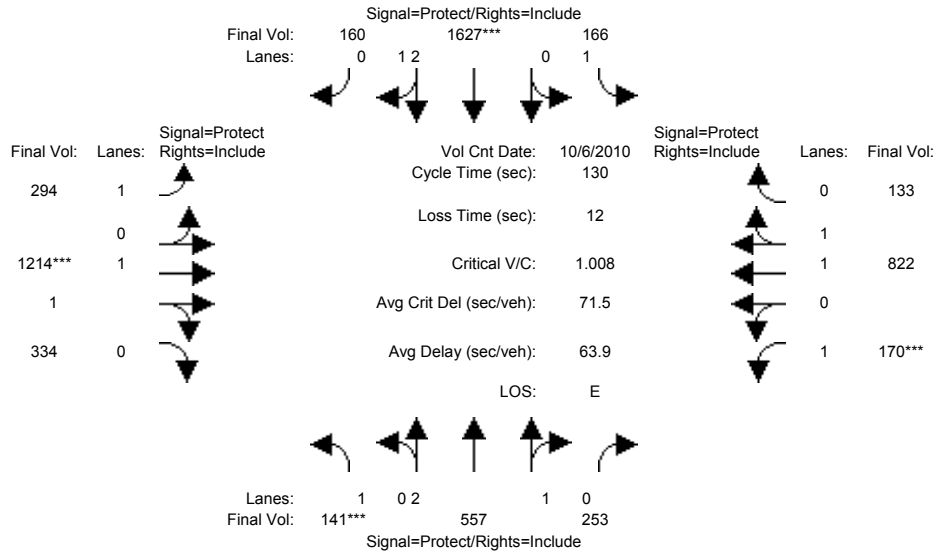 Signal=Protect/Rights=Include
Final Vol: 160 1627*** 166
Lanes: 0 1 2 0 1
Signal=Protect
Final Vol: Lanes: Rights=Include
Vol Cnt Date: 10/6/2010
Signal=Protect
Rights=Include Lanes: Final Vol:
Cycle Time (sec): 130
294 1
0 133
Loss Time (sec): 12
0
1
1214*** 1
Critical V/C: 1.008
1 822
1
Avg Crit Del (sec/veh): 71.5
0
334 0
Avg Delay (sec/veh): 63.9
1 170***
LOS: E
Lanes: 1 0 2 1 0
Final Vol: 141*** 557 253
Signal=Protect/Rights=Include